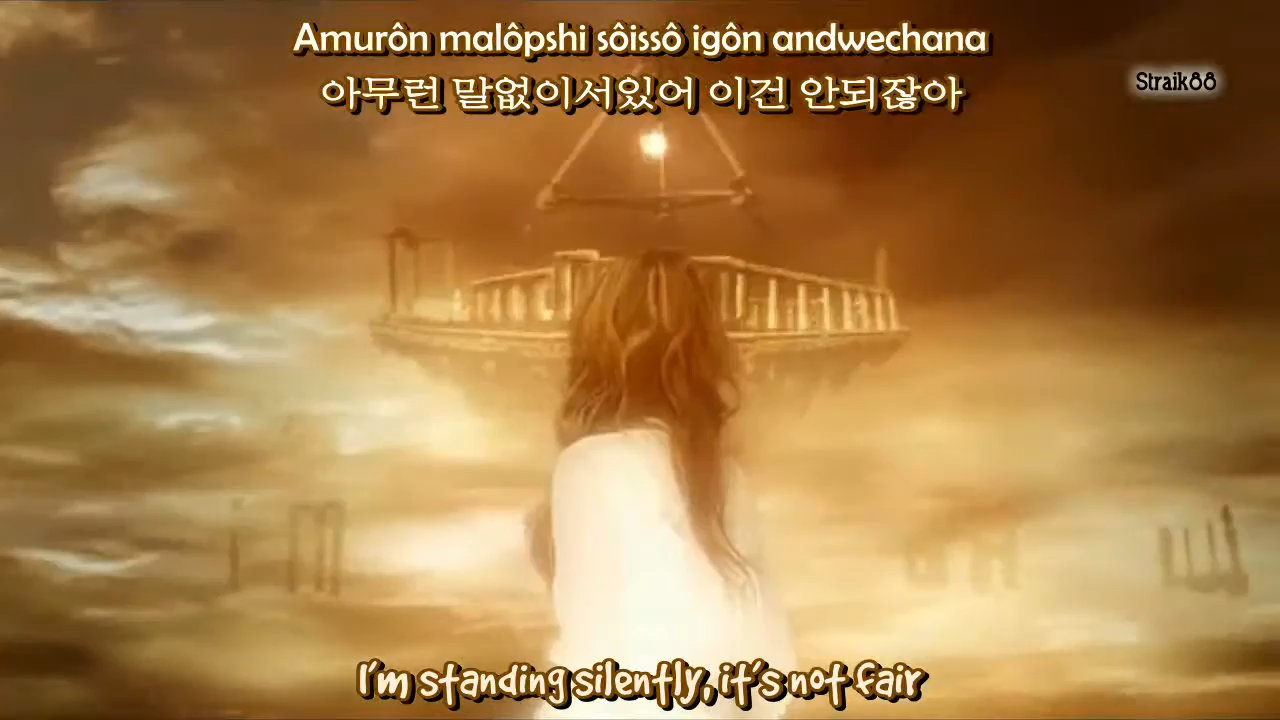 Amurôn malôpshi sôissô igôn andwechana
아무런 말없이서있어 이건 안되잖아
Straik88
I'm standing silently, it's not fair